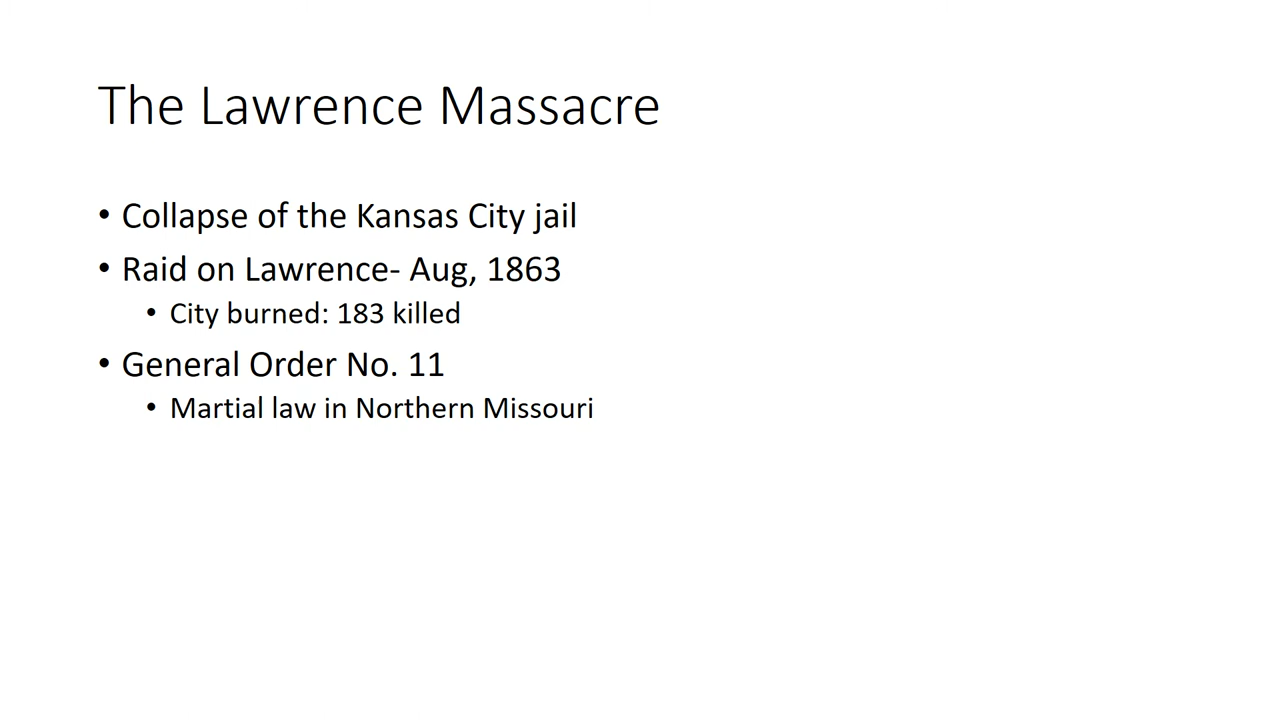 The Lawrence Massacre
• Collapse of the Kansas City jail
• Raid on Lawrence- Aug, 1863
• City burned: 183 killed
• General Order No. 11
• Martial law in Northern Missouri